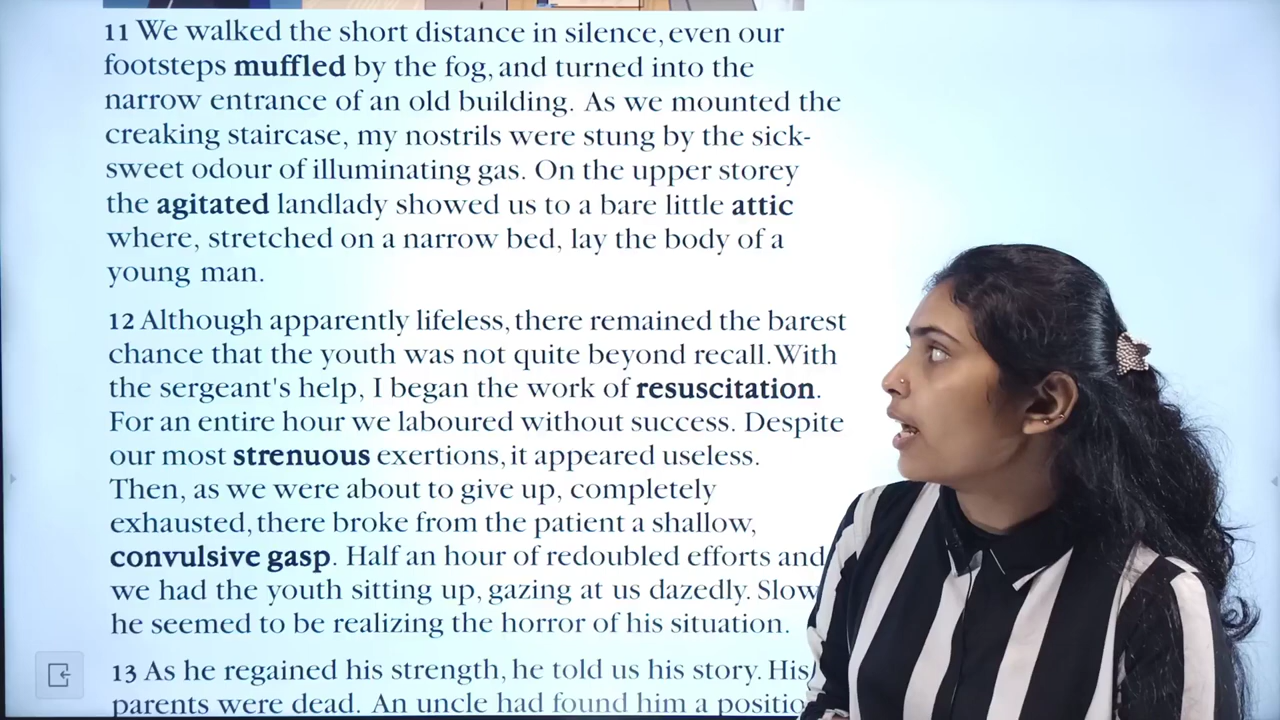 11 We walked the short distance in silence, even our
footsteps muffled by the fog, and turned into the
narrow entrance of an old building. As we mounted the
creaking staircase, my nostrils were stung by the sick-
sweet odour of illuminating gas. On the upper storey
the agitated landlady showed us to a bare little attic
where, stretched on a narrow bed, lay the body of a
young man.
12 Although apparently lifeless, there remained the barest
chance that the youth was not quite beyond recall. With
the sergeant's help, I began the work of resuscitation.
For an entire hour we laboured without success. Despite
our most strenuous exertions, it appeared useless.
Then, as we were about to give up, completely
exhausted, there broke from the patient a shallow,
convulsive gasp. Half an hour of redoubled efforts and
we had the youth sitting up, gazing at us dazedly. Slow
he seemed to be realizing the horror of his situation.
13 As he regained his strength, he told us his story. His
parents were dead. An uncle had found him a positio